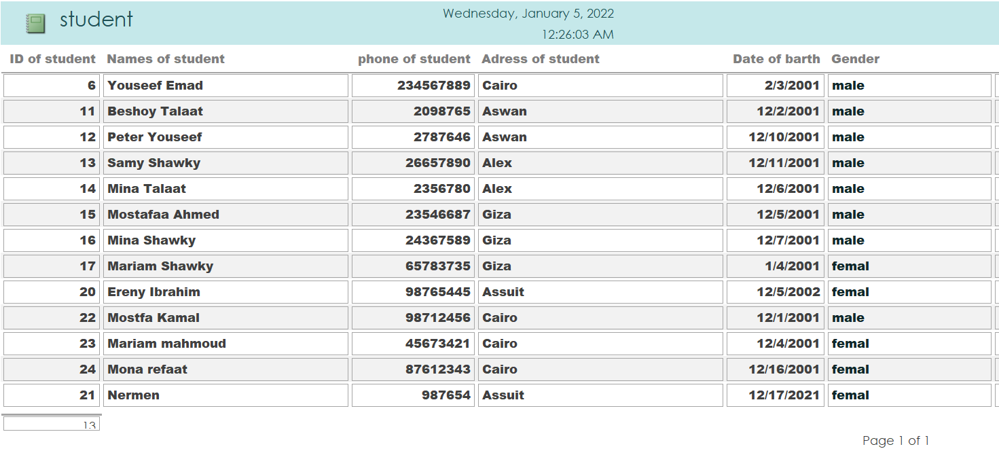 student
Wednesday, January 5, 2022
12:26:03 AM
ID of student Names of student phone of student Adress of student Date of barth Gender
6 Youseef Emad 234567889 Cairo 2/3/2001 male
11 Beshoy Talaat 2098765 Aswan 12/2/2001 male
12 Peter Youseef 2787646 Aswan 12/10/2001 male
13 Samy Shawky 26657890 Alex 12/11/2001 male
14 Mina Talaat 2356780 Alex 12/6/2001 male
15 Mostafaa Ahmed 23546687 Giza 12/5/2001 male
16 Mina Shawky 24367589 Giza 12/7/2001 male
17 Mariam Shawky 65783735 Giza 1/4/2001 femal
20 Ereny Ibrahim 98765445 Assuit 12/5/2002 femal
22 Mostfa Kamal 98712456 Cairo 12/1/2001 male
23 Mariam mahmoud 45673421 Cairo 12/4/2001 femal
24 Mona refaat 87612343 Cairo 12/16/2001 femal
21 Nermen 987654 Assuit 12/17/2021 femal
13
Page 1 of 1